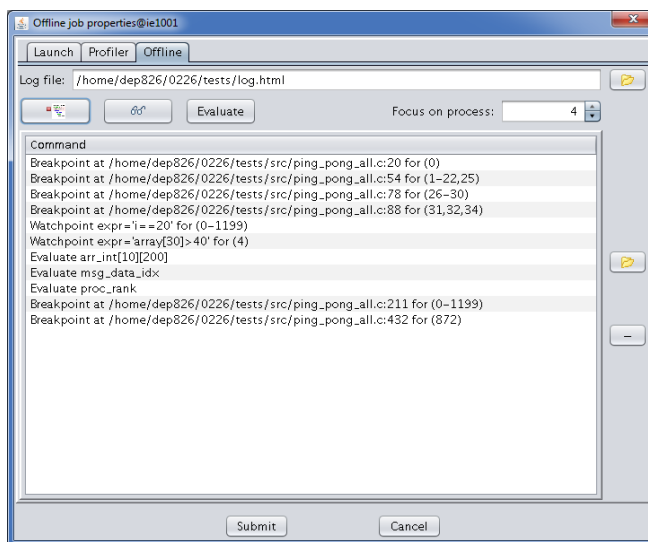 Offline job properties@ie1001
Launch Profiler Offline
Log file: /home/dep826/0226/tests/log.html
Evaluate Focus on process: 4
Command
Breakpoint at /home/dep826/0226/tests/src/ping_pong_all.c:20 for (0)
Breakpoint at /home/dep826/0226/tests/src/ping_pong_all.c:54 for (1-22,25)
Breakpoint at /home/dep826/0226/tests/src/ping_pong_all.c:78 for (26-30)
Breakpoint at /home/dep826/0226/tests/src/ping_pong_all.c:88 for (31,32,34)
Watchpoint expr='i==20' for (0-1199)
Watchpoint expr='array[30]>40' for (4)
Evaluate arr_int[10][200]
Evaluate msg_data_idx
Evaluate proc_rank
Breakpoint at /home/dep826/0226/tests/src/ping_pong_all.c:211 for (0-1199)
Breakpoint at /home/dep826/0226/tests/src/ping_pong_all.c:432 for (872)
Submit Cancel